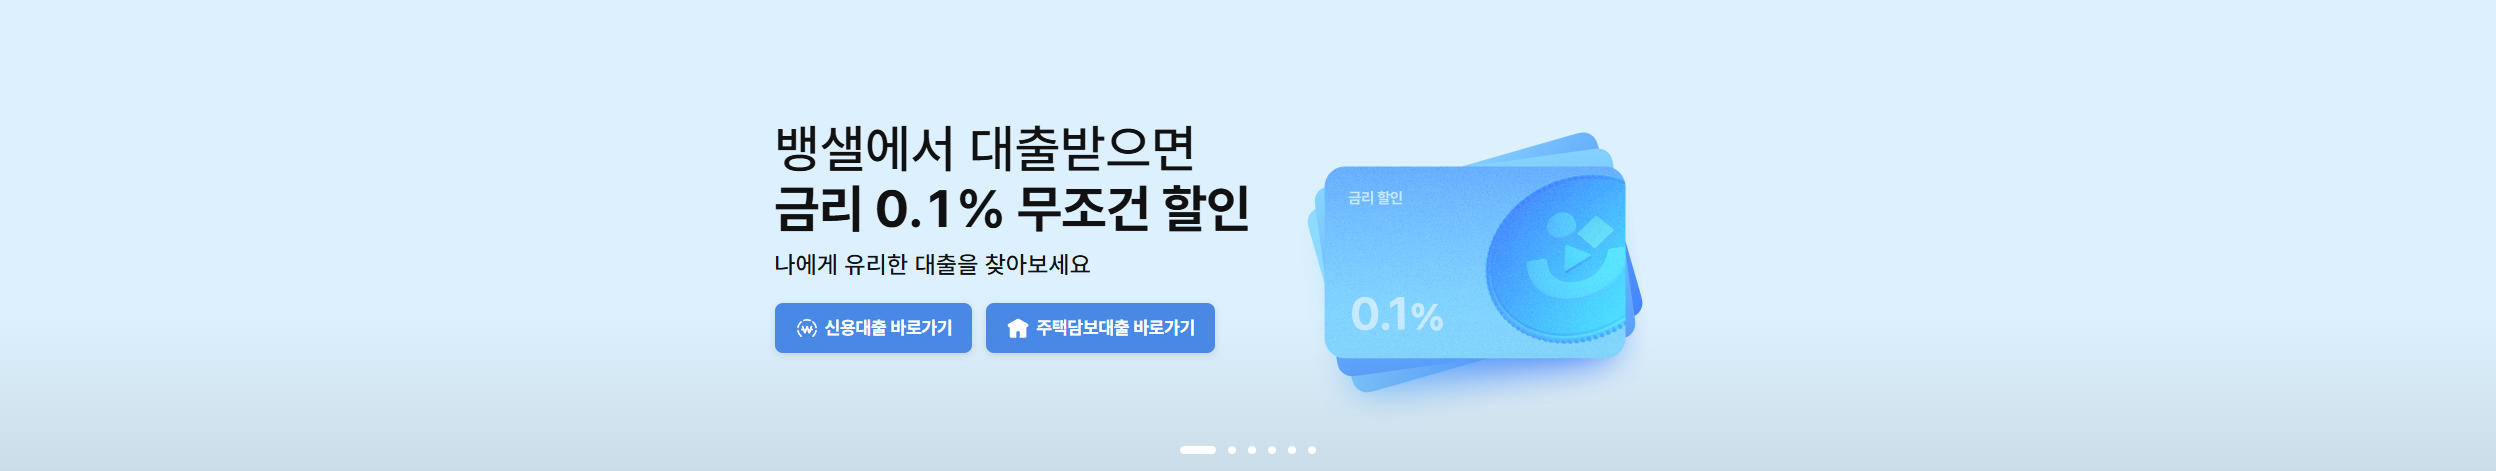 뱅샐에서 대출받으면
금리 0.1% 무조건 할인
나에게 유리한 대출을 찾아보세요
신용대출 바로가기
주택담보대출 바로가기
금리 할인
0.1%